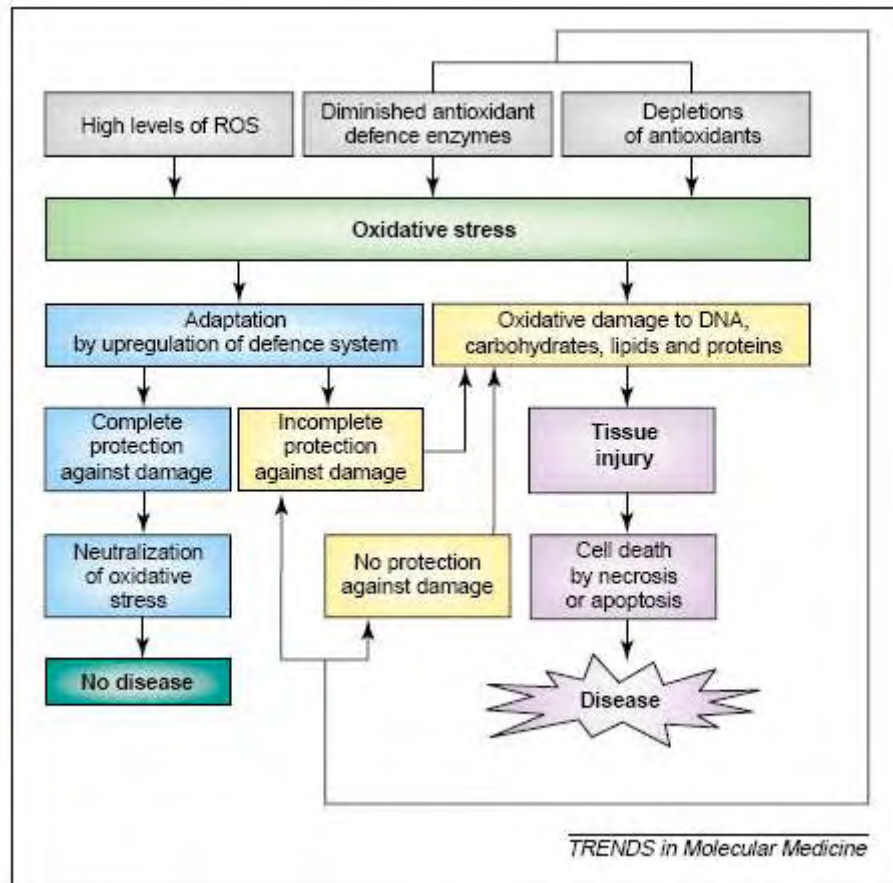 High levels of ROS
Diminished antioxidant
defence enzymes
Depletions
of antioxidants
Oxidative stress
Adaptation
by upregulation of defence system
Oxidative damage to DNA,
carbohydrates, lipids and proteins
Complete
protection
against damage
Incomplete
protection
against damage
Tissue
injury
Neutralization
of oxidative
stress
No protection
against damage
Cell death
by necrosis
or apoptosis
No disease
Disease
TRENDS in Molecular Medicine